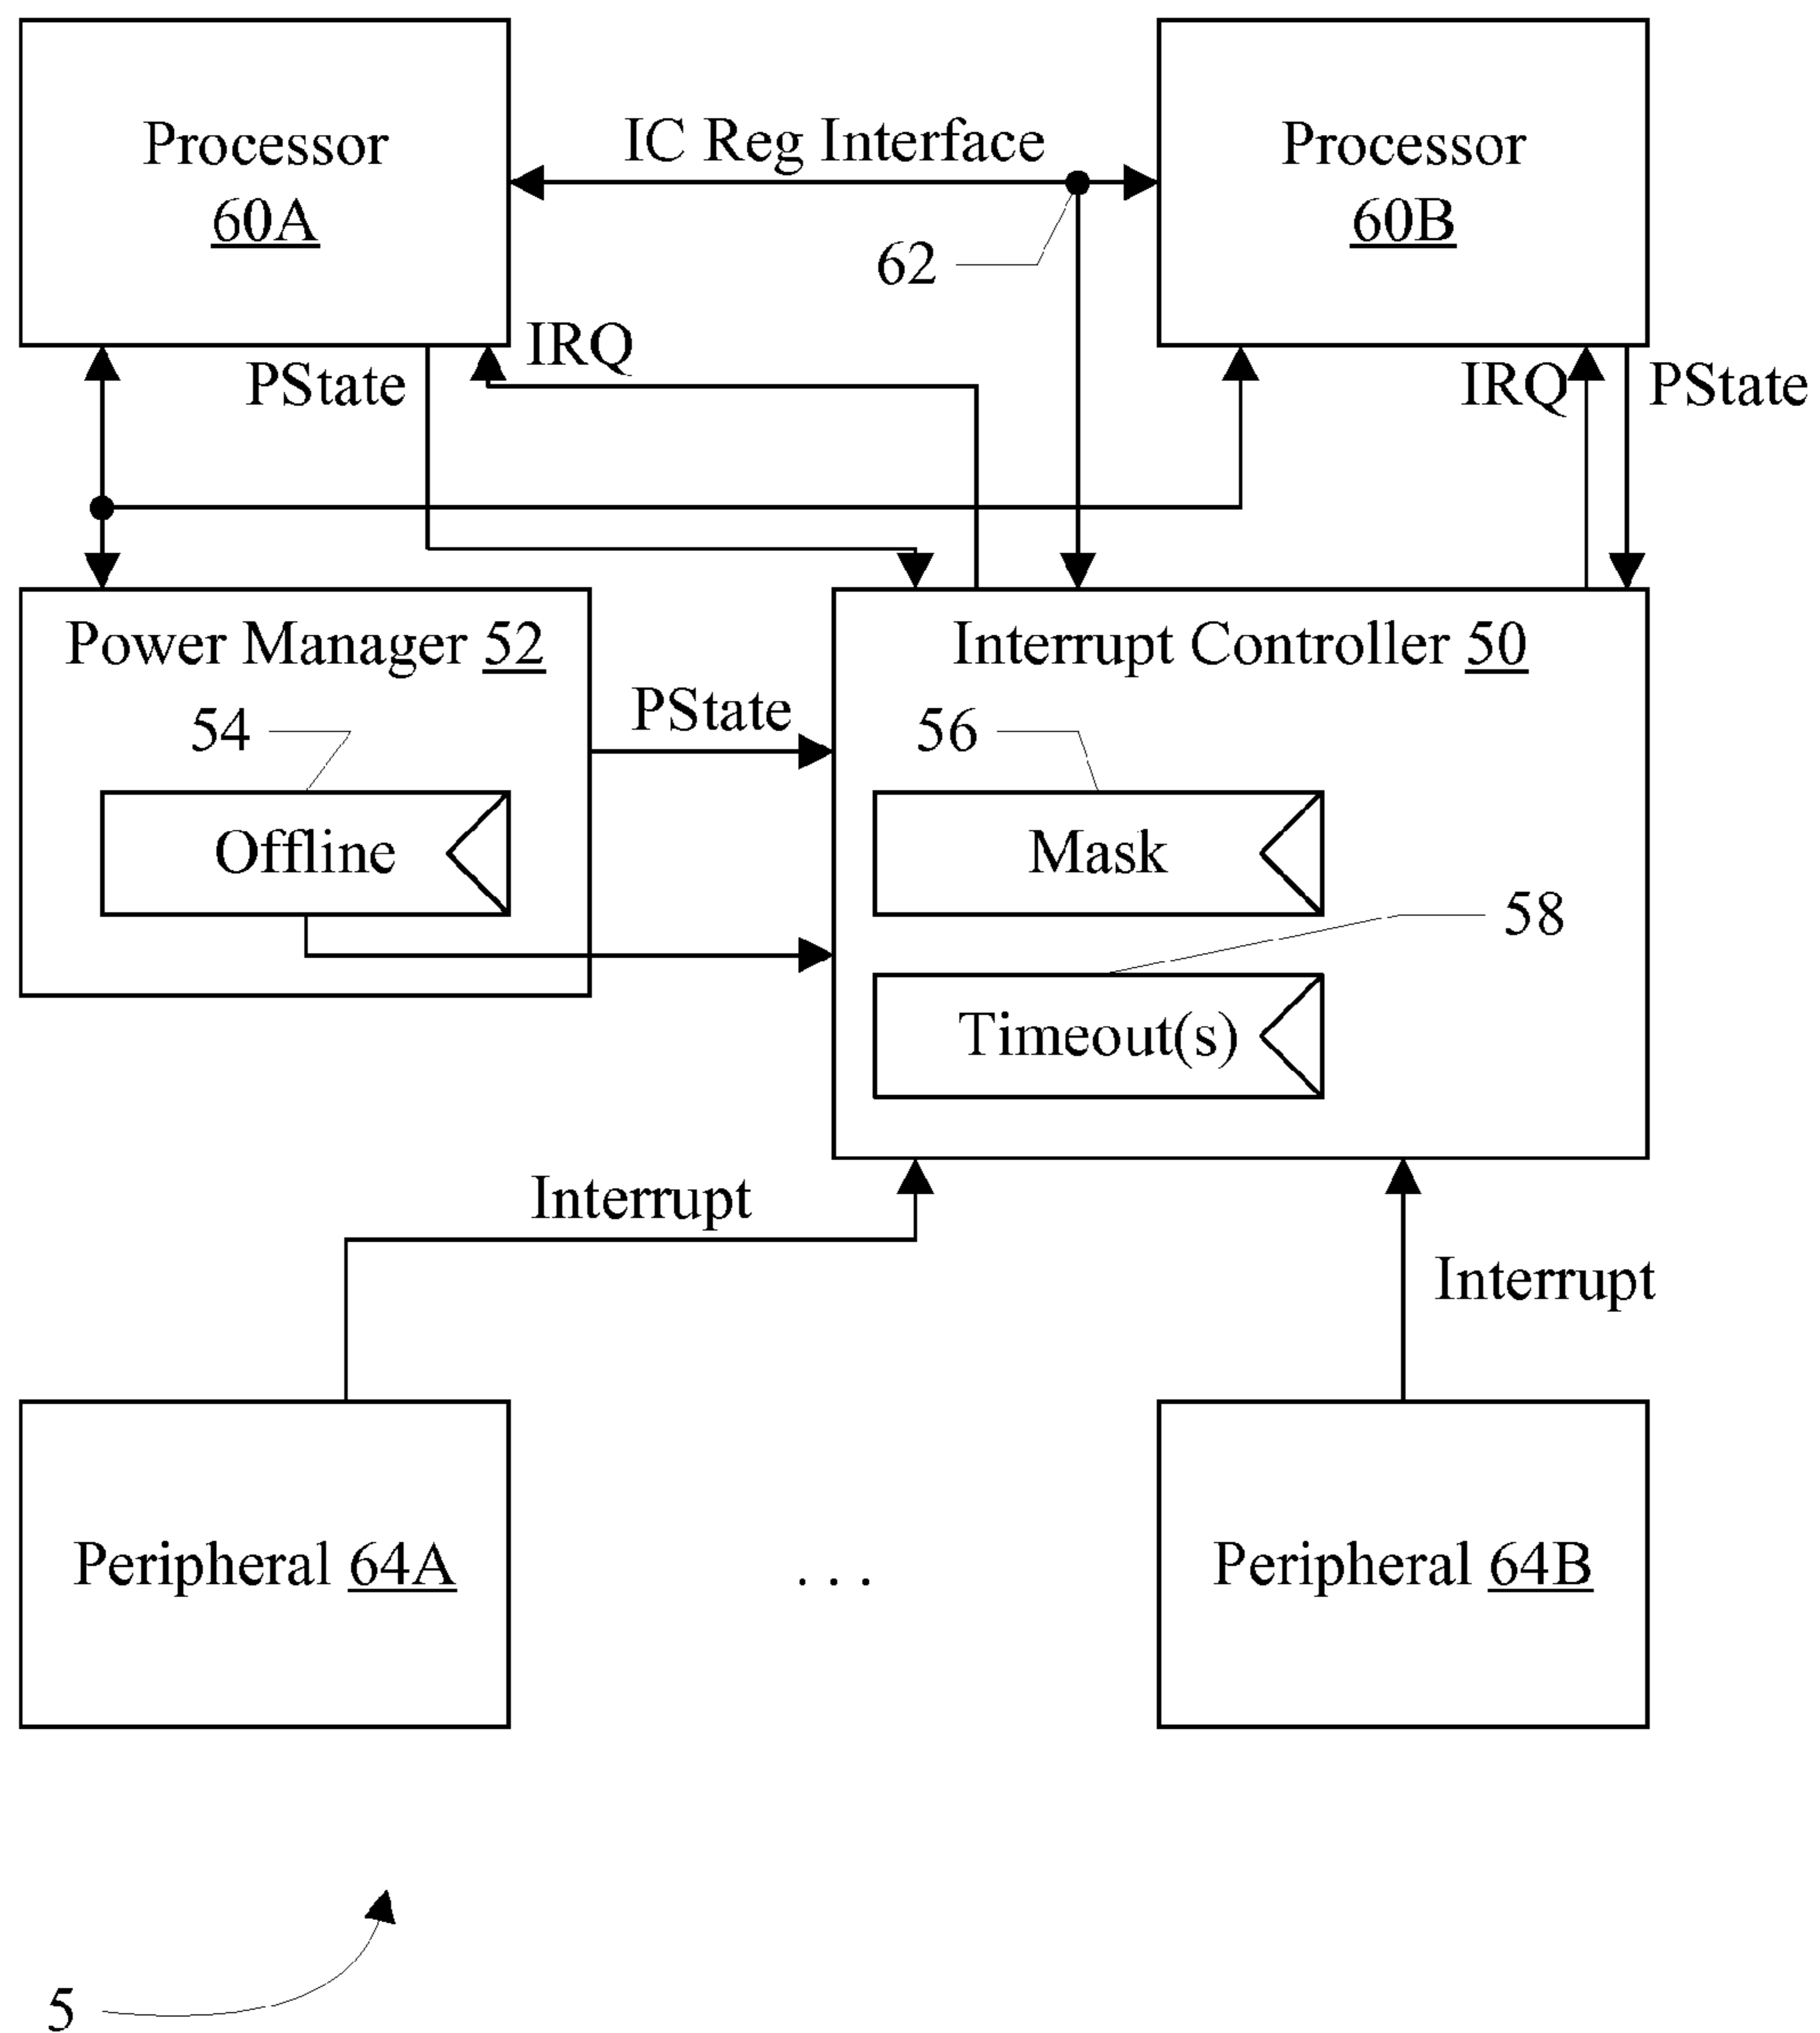 Processor
60A
IC Reg Interface
Processor
60B
62
IRQ
PState
IRQ
PState
Power Manager 52
Interrupt Controller 50
54
PState
56
Offline
Mask
58
Timeout(s)
Interrupt
Interrupt
Peripheral 64A
. . .
Peripheral 64B
5